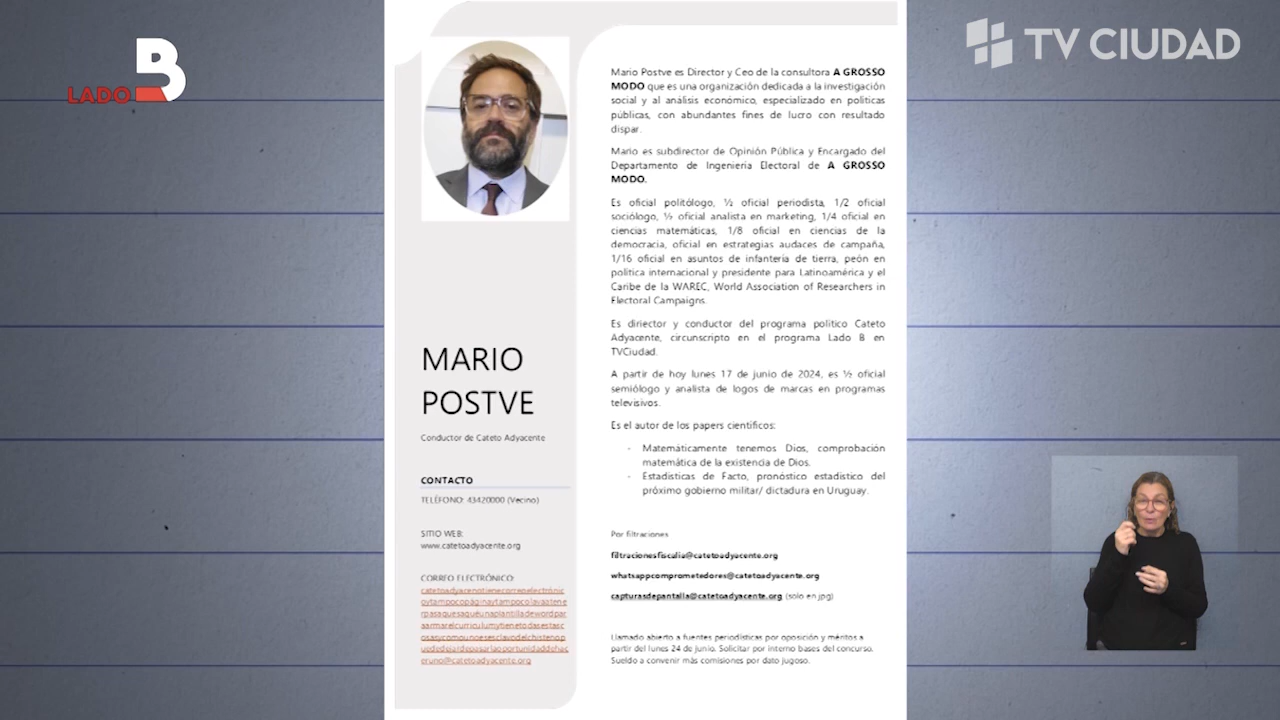 LADO B
TV CIUDAD
MARIO
POSTVE
Conductor de Cateto Adyacente
CONTACTO
TELÉFONO: 43420000 (Vecino)
SITIO WEB:
www.catetoadyacente.org
CORREO ELECTRÓNICO:
catetoadyacenotienecorreoelectrónic
oytampocopáginaytampocolavaatene
rpasaquesaquéunaplantilladewordpar
aarmarelcurriculumytienetodasestasc
osasycomounoesesclavodelchistenop
uededejardepasarlaoportunidaddehac
eruno@catetoadyacente.org
Mario Postve es Director y Ceo de la consultora A GROSSO
MODO que es una organización dedicada a la investigación
social y al análisis económico, especializado en políticas
públicas, con abundantes fines de lucro con resultado
dispar.
Mario es subdirector de Opinión Pública y Encargado del
Departamento de Ingeniería Electoral de A GROSSO
MODO.
Es oficial politólogo, ½ oficial periodista, 1/2 oficial
sociólogo, ½ oficial analista en marketing, 1/4 oficial en
ciencias matemáticas, 1/8 oficial en ciencias de la
democracia, oficial en estrategias audaces de campaña,
1/16 oficial en asuntos de infantería de tierra, peón en
política internacional y presidente para Latinoamérica y el
Caribe de la WAREC, World Association of Researchers in
Electoral Campaigns.
Es director y conductor del programa político Cateto
Adyacente, circunscripto en el programa Lado B en
TVCiudad.
A partir de hoy lunes 17 de junio de 2024, es ½ oficial
semiólogo y analista de logos de marcas en programas
televisivos.
Es el autor de los papers científicos:
- Matemáticamente tenemos Dios, comprobación
matemática de la existencia de Dios.
- Estadísticas de Facto, pronóstico estadístico del
próximo gobierno militar/ dictadura en Uruguay.
Por filtraciones
filtracionesfiscalia@catetoadyacente.org
whatsappcomprometedores@catetoadyacente.org
capturasdepantalla@catetoadyacente.org (solo en jpg)
Llamado abierto a fuentes periodísticas por oposición y méritos a
partir del lunes 24 de junio. Solicitar por interno bases del concurso.
Sueldo a convenir más comisiones por dato jugoso.